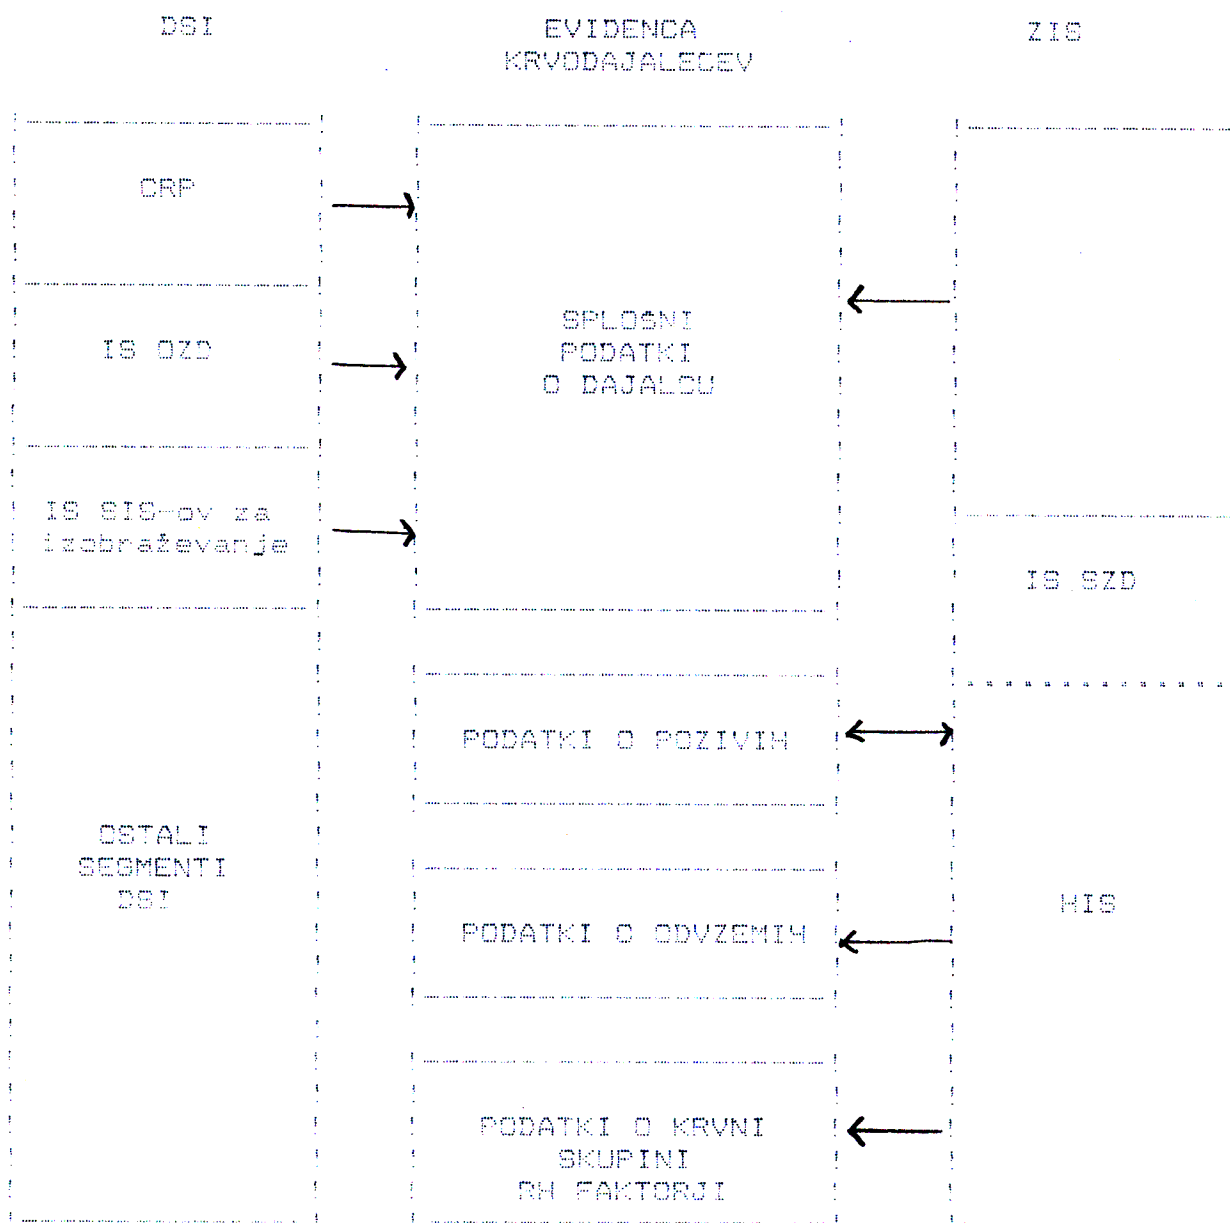 DSI
EVIDENCA
KRVODAJALECEV
ZIS
CRP
IS OZD
IS SIS-ov za
izobraževanje
OSTALI
SEGMENTI
DSI
SPLOŠNI
PODATKI
O DAJALCU
PODATKI O POZIVIH
PODATKI O ODVZEMIH
PODATKI O KRVNI
SKUPINI
RH FAKTORJI
IS SZD
HIS